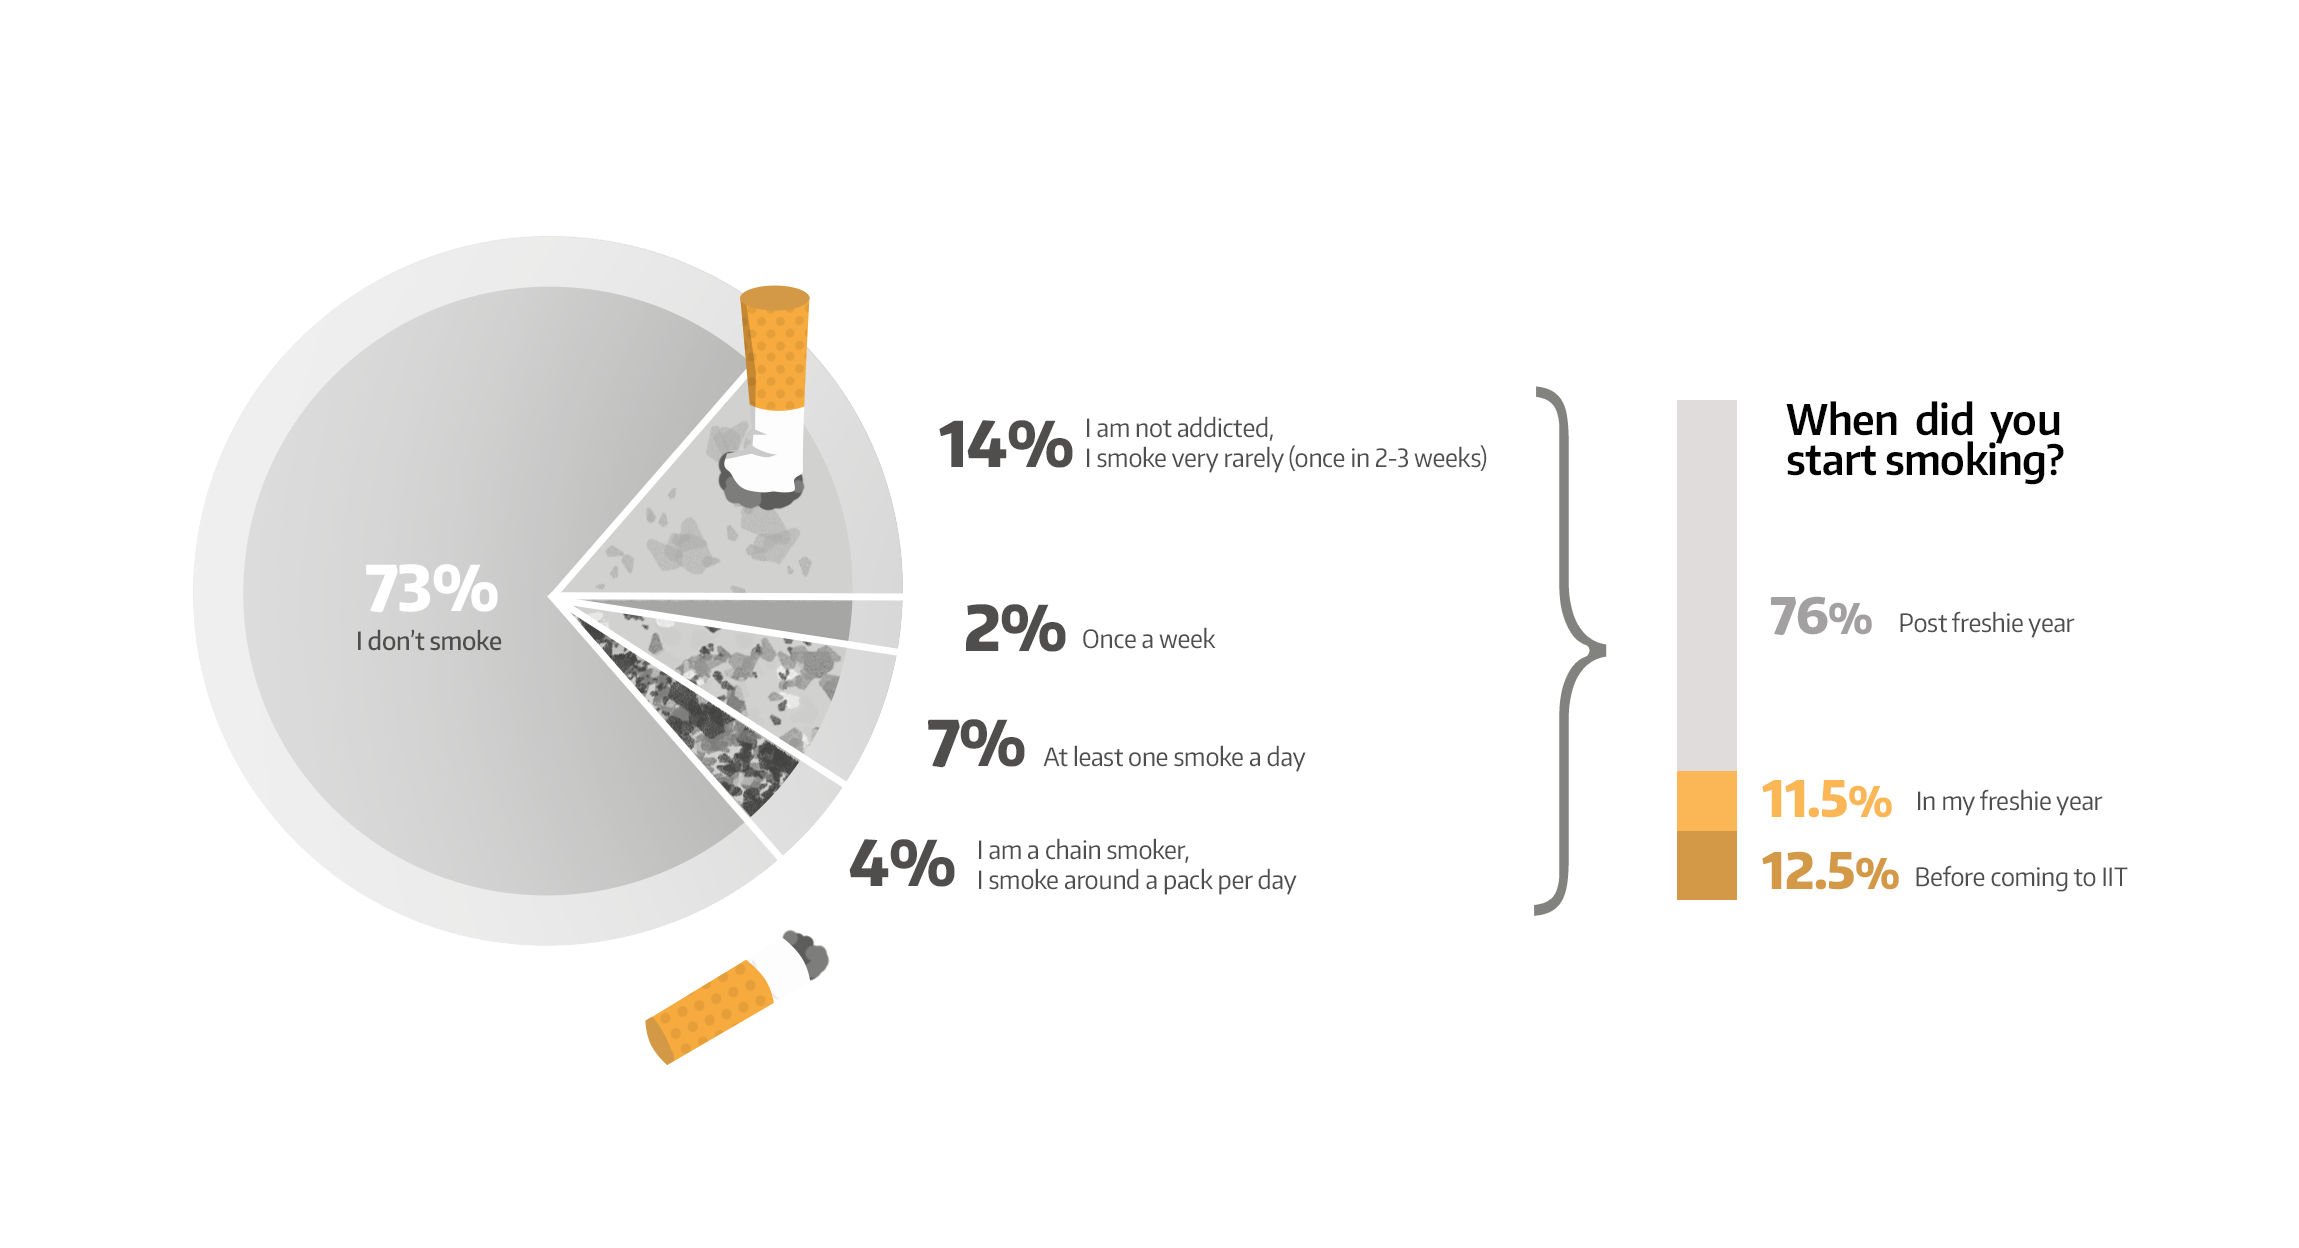 73%
I don't smoke
14%
I am not addicted,
I smoke very rarely (once in 2-3 weeks)
2%
Once a week
7%
At least one smoke a day
4%
I am a chain smoker,
I smoke around a pack per day
When did you
start smoking?
76%
Post freshie year
11.5%
In my freshie year
12.5%
Before coming to IIT